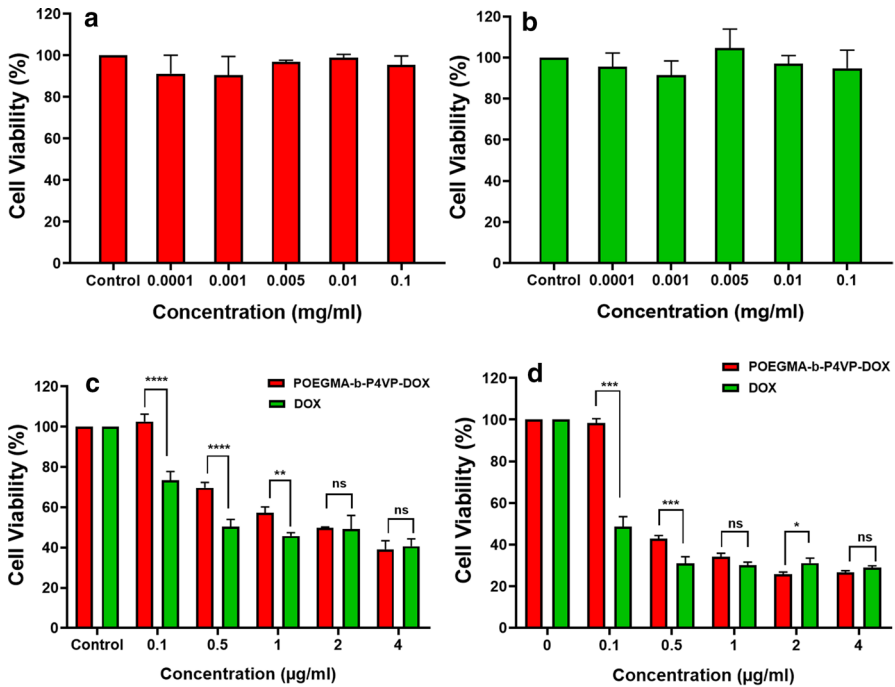 a
Cell Viability (%)
120
100
80
60
40
20
0
Control 0.0001 0.001 0.005 0.01 0.1
Concentration (mg/ml)
b
Cell Viability (%)
120
100
80
60
40
20
0
Control 0.0001 0.001 0.005 0.01 0.1
Concentration (mg/ml)
c
POEGMA-b-P4VP-DOX
DOX
Cell Viability (%)
120
100
80
60
40
20
0
**** **** ** ns ns
Control 0.1 0.5 1 2 4
Concentration (µg/ml)
d
POEGMA-b-P4VP-DOX
DOX
Cell Viability (%)
120
100
80
60
40
20
0
*** *** ns * ns
0 0.1 0.5 1 2 4
Concentration (µg/ml)